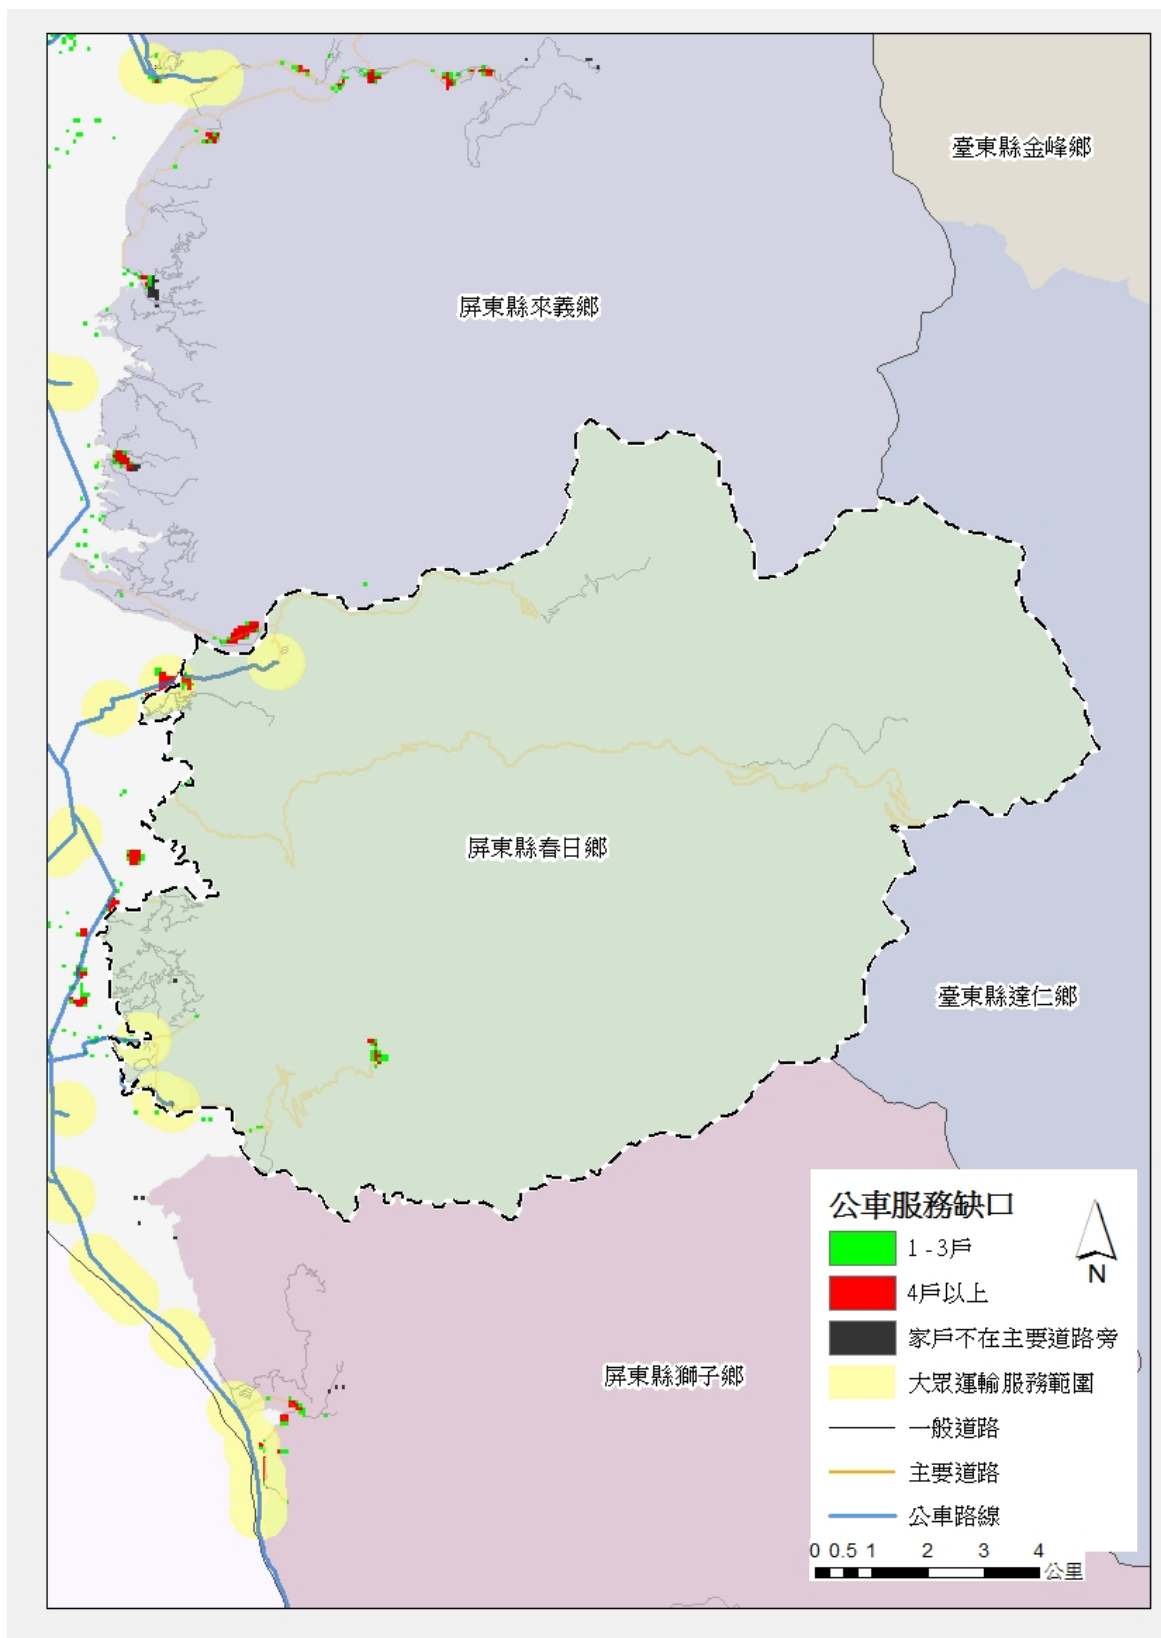 臺東縣金峰鄉
屏東縣來義鄉
屏東縣春日鄉
臺東縣達仁鄉
屏東縣獅子鄉
公車服務缺口
1 - 3戶
4戶以上
N
家戶不在主要道路旁
大眾運輸服務範圍
一般道路
主要道路
公車路線
0 0.5 1 2 3 4
公里